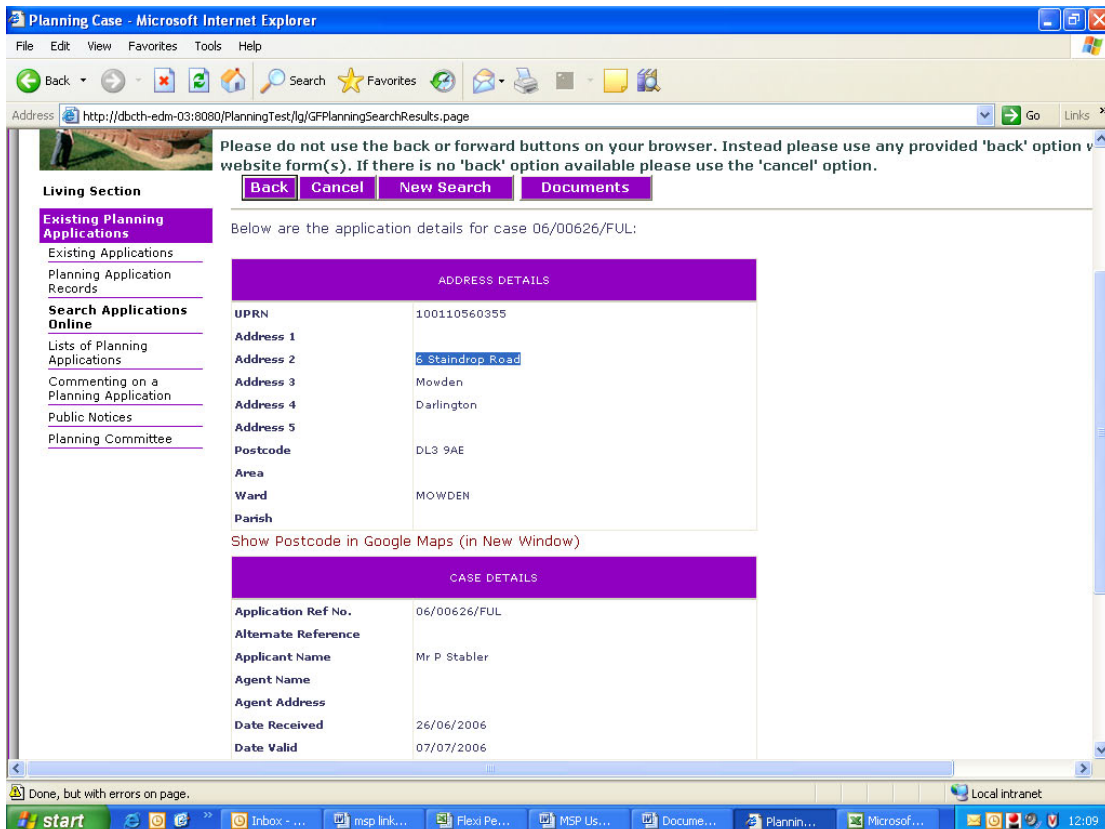 Planning Case - Microsoft Internet Explorer
File Edit View Favorites Tools Help
Back Search Favorites
Address http://dbcth-edm-03:8080/PlanningTest/lg/GFPlanningSearchResults.page Go Links
Please do not use the back or forward buttons on your browser. Instead please use any provided 'back' option
website form(s). If there is no 'back' option available please use the 'cancel' option.
Back Cancel New Search Documents
Living Section
Existing Planning
Applications
Existing Applications
Planning Application
Records
Search Applications
Online
Lists of Planning
Applications
Commenting on a
Planning Application
Public Notices
Planning Committee
Below are the application details for case 06/00626/FUL:
ADDRESS DETAILS
UPRN 100110560355
Address 1
Address 2 6 Staindrop Road
Address 3 Mowden
Address 4 Darlington
Address 5
Postcode DL3 9AE
Area
Ward MOWDEN
Parish
Show Postcode in Google Maps (in New Window)
CASE DETAILS
Application Ref No. 06/00626/FUL
Alternate Reference
Applicant Name Mr P Stabler
Agent Name
Agent Address
Date Received 26/06/2006
Date Valid 07/07/2006
Done, but with errors on page. Local intranet
start Inbox - ... msp link... Flexi Pe... MSP Us... Docume... Plannin... Microsof... 12:09